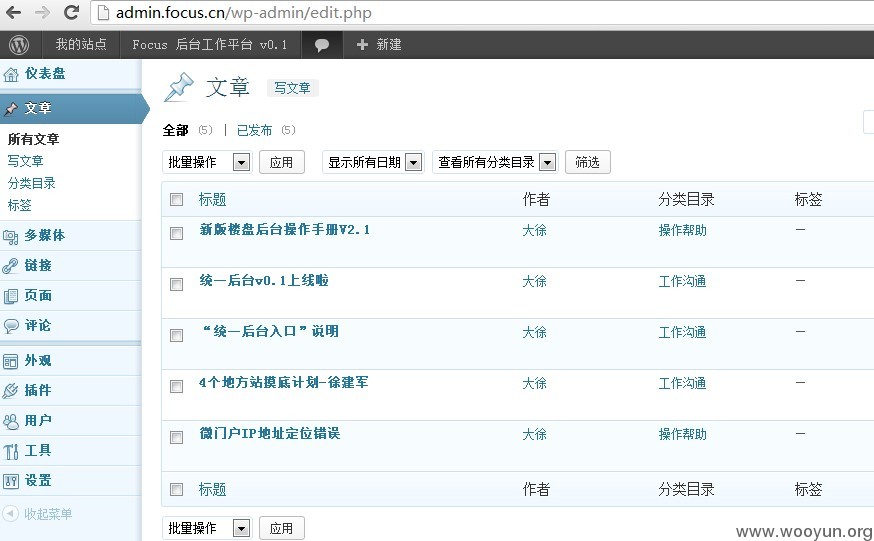 admin.focus.cn/wp-admin/edit.php
我的站点 Focus 后台工作平台 v0.1 新建
仪表盘
文章
所有文章
写文章
分类目录
标签
多媒体
链接
页面
评论
外观
插件
用户
工具
设置
收起菜单
文章 写文章
全部 (5) | 已发布 (5)
批量操作 应用 显示所有日期 查看所有分类目录 筛选
标题 作者 分类目录 标签
新版楼盘后台操作手册V2.1 大徐 操作帮助 —
统一后台v0.1上线啦 大徐 工作沟通 —
“统一后台入口”说明 大徐 工作沟通 —
4个地方站摸底计划-徐建军 大徐 工作沟通 —
微门户IP地址定位错误 大徐 操作帮助 —
标题 作者 分类目录 标签
批量操作 应用
www.wooyun.org